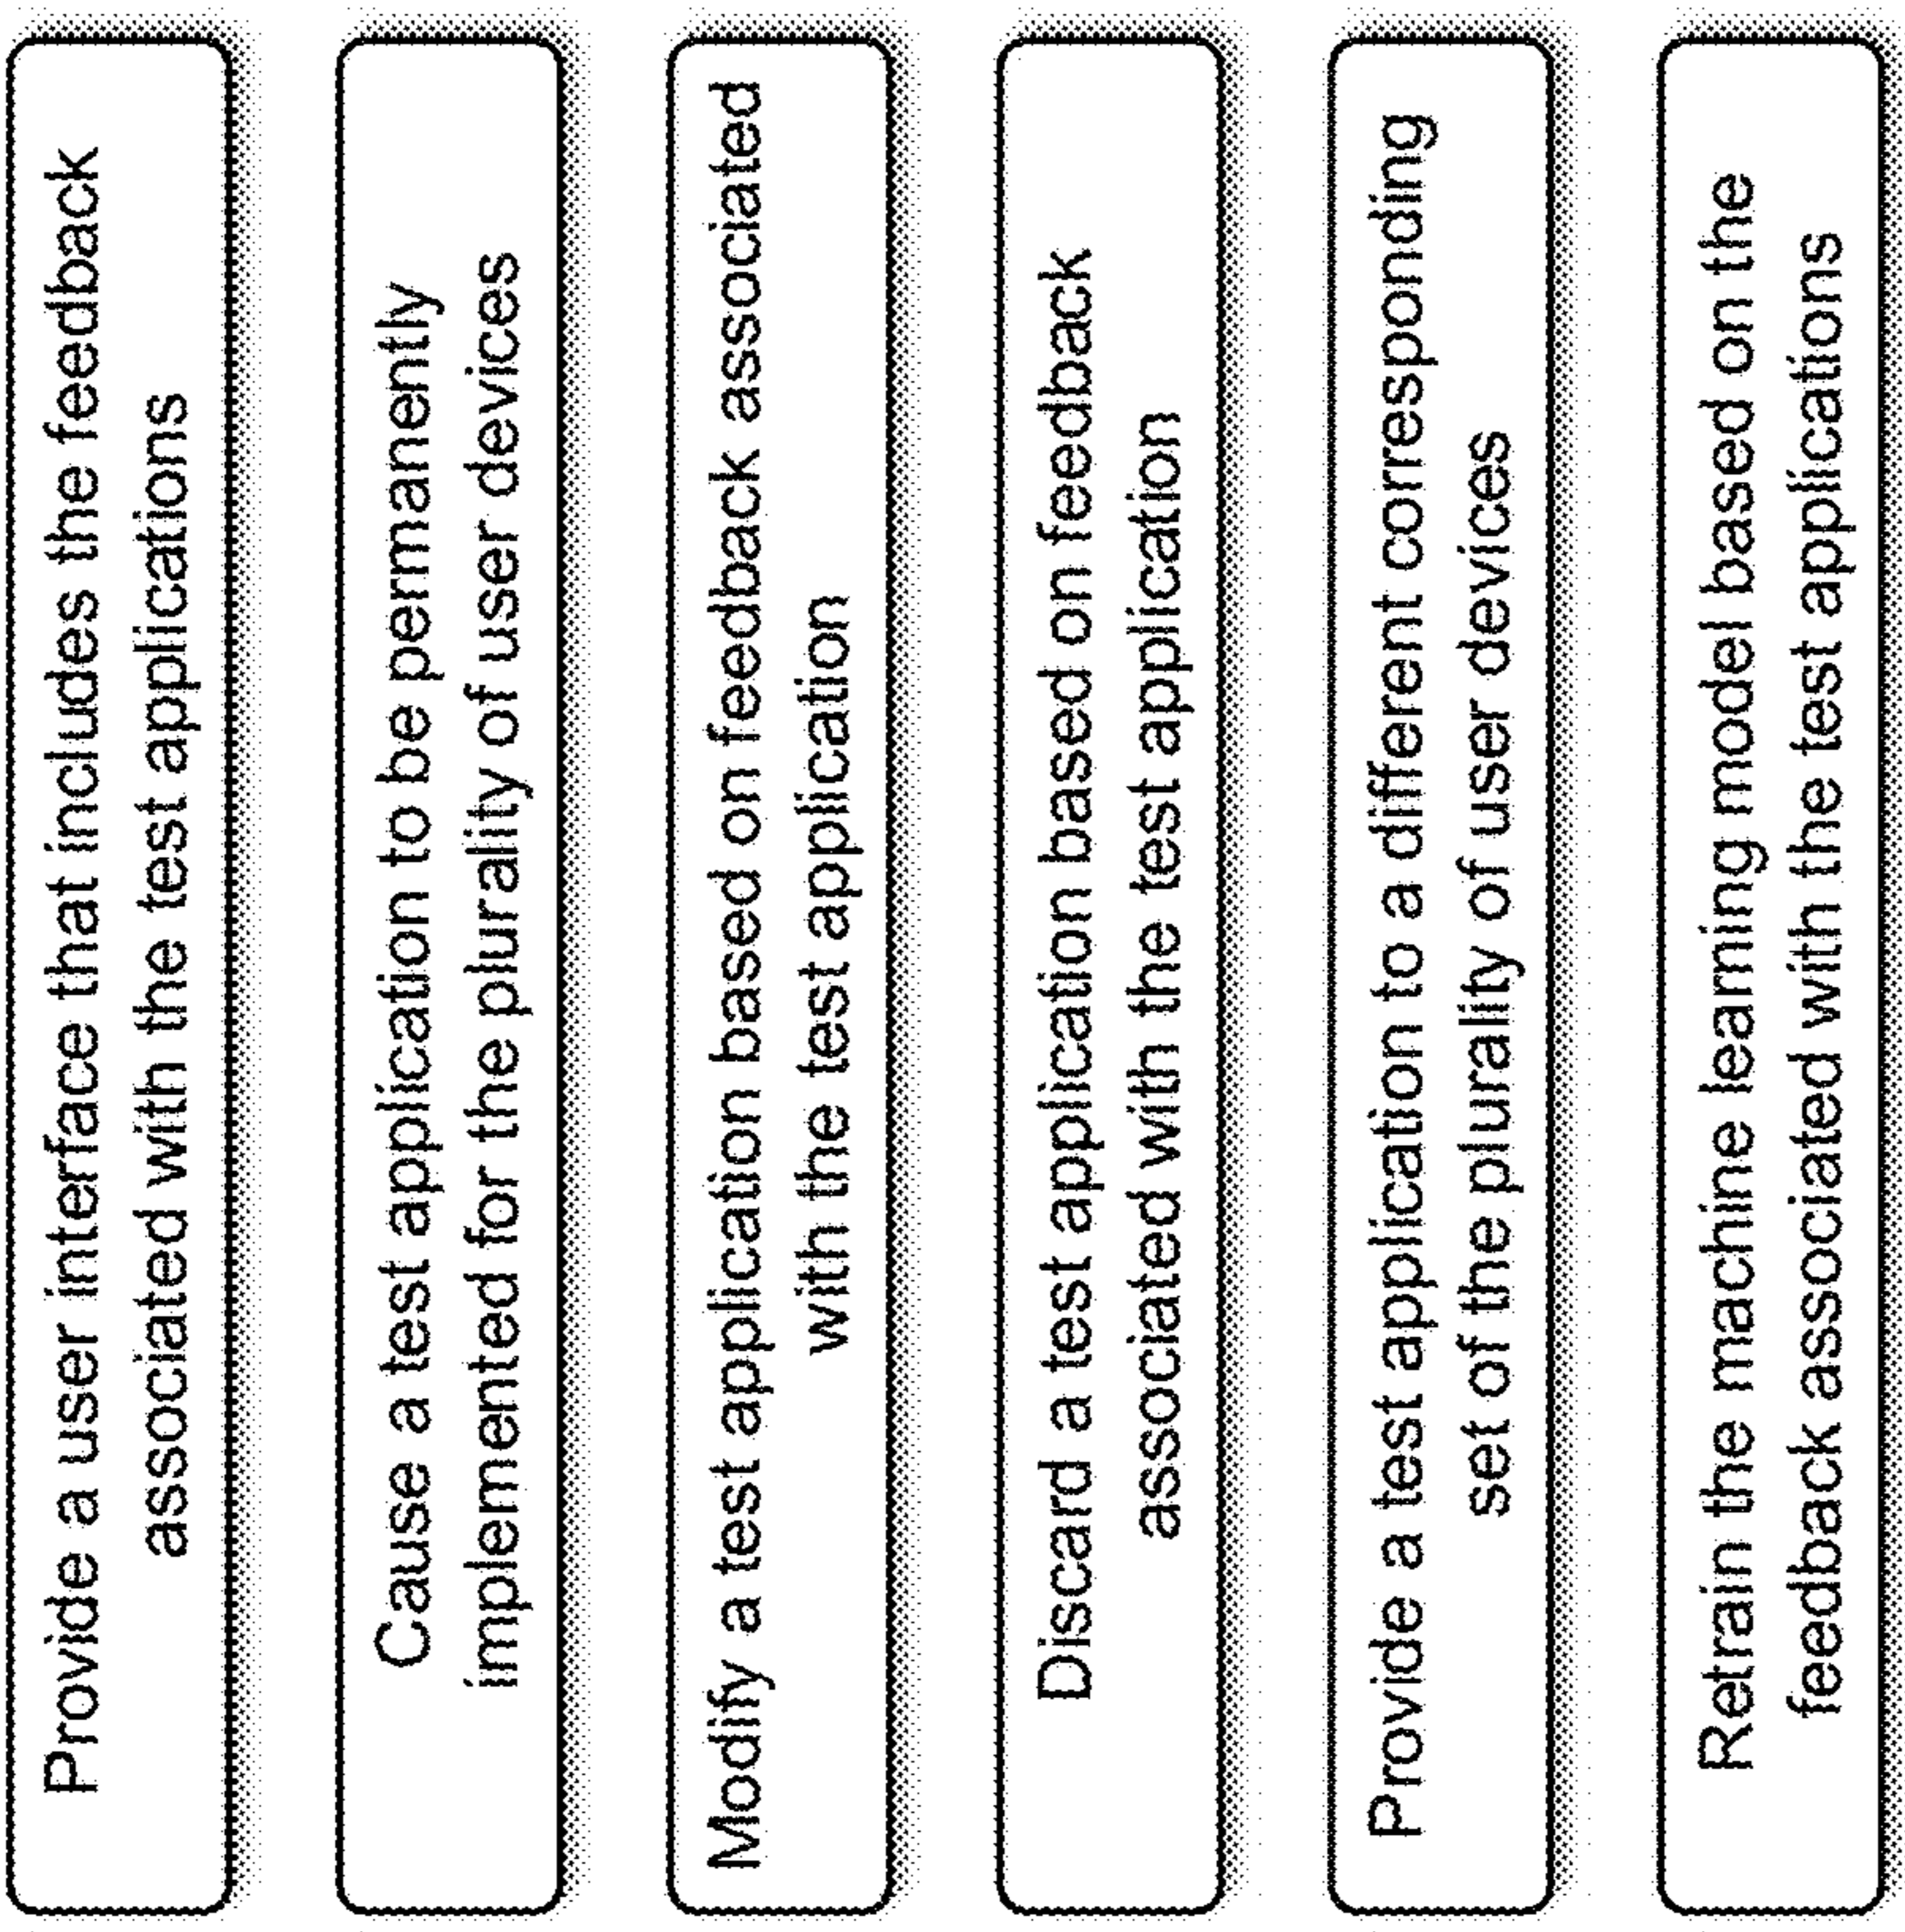 Provide a user interface that includes the feedback
associated with the test applications
Cause a test application to be permanently
implemented for the plurality of user devices
Modify a test application based on feedback associated
with the test application
Discard a test application based on feedback
associated with the test application
Provide a test application to a different corresponding
set of the plurality of user devices
Retrain the machine learning model based on the
feedback associated with the test applications